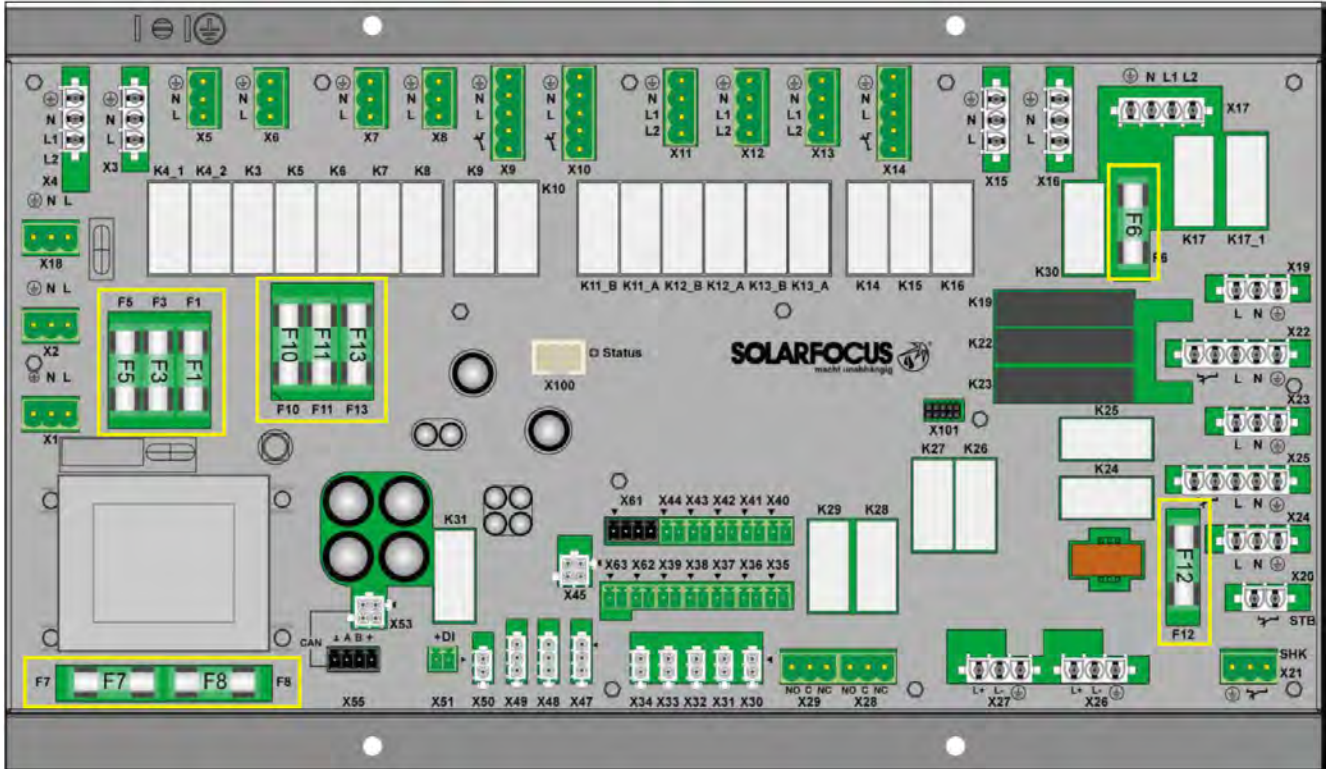 N L1 L2
X17
N
L1
L2
X4
N
L
X3
N
L
X5
N
L
X6
N
L
X7
N
L
X8
N
L
X9
N
L
X10
N
L1
L2
X11
N
L1
L2
X12
N
L1
L2
X13
N
L
X14
N
L
X15
N
L
X16
K4_1 K4_2 K3 K5 K6 K7 K8 K9 K10
F6
F6
K30
K17 K17_1
N L
X18
K11_B K11_A K12_B K12_A K13_B K13_A K14 K15 K16
N L
X2
F5 F3 F1
F5 F3 F1
F10 F11 F13
F10 F11 F13
N L
X1
Status
X100
SOLARFOCUS
macht unabhängig
K19
K22
K23
X19
L N
X22
L N
X23
L N
X101
K25
K27 K26
K24
X25
L N
X24
L N
X20
STB
F12
F12
K31
X61 X44 X43 X42 X41 X40
K29 K28
X63 X62 X39 X38 X37 X36 X35
X45
X53
CAN
A B +
X55
+DI
X51
X50 X49 X48 X47
X34 X33 X32 X31 X30
NO C NC
X29
NO C NC
X28
L+ L-
X27
L+ L-
X26
SHK
X21
F7 F7 F8 F8